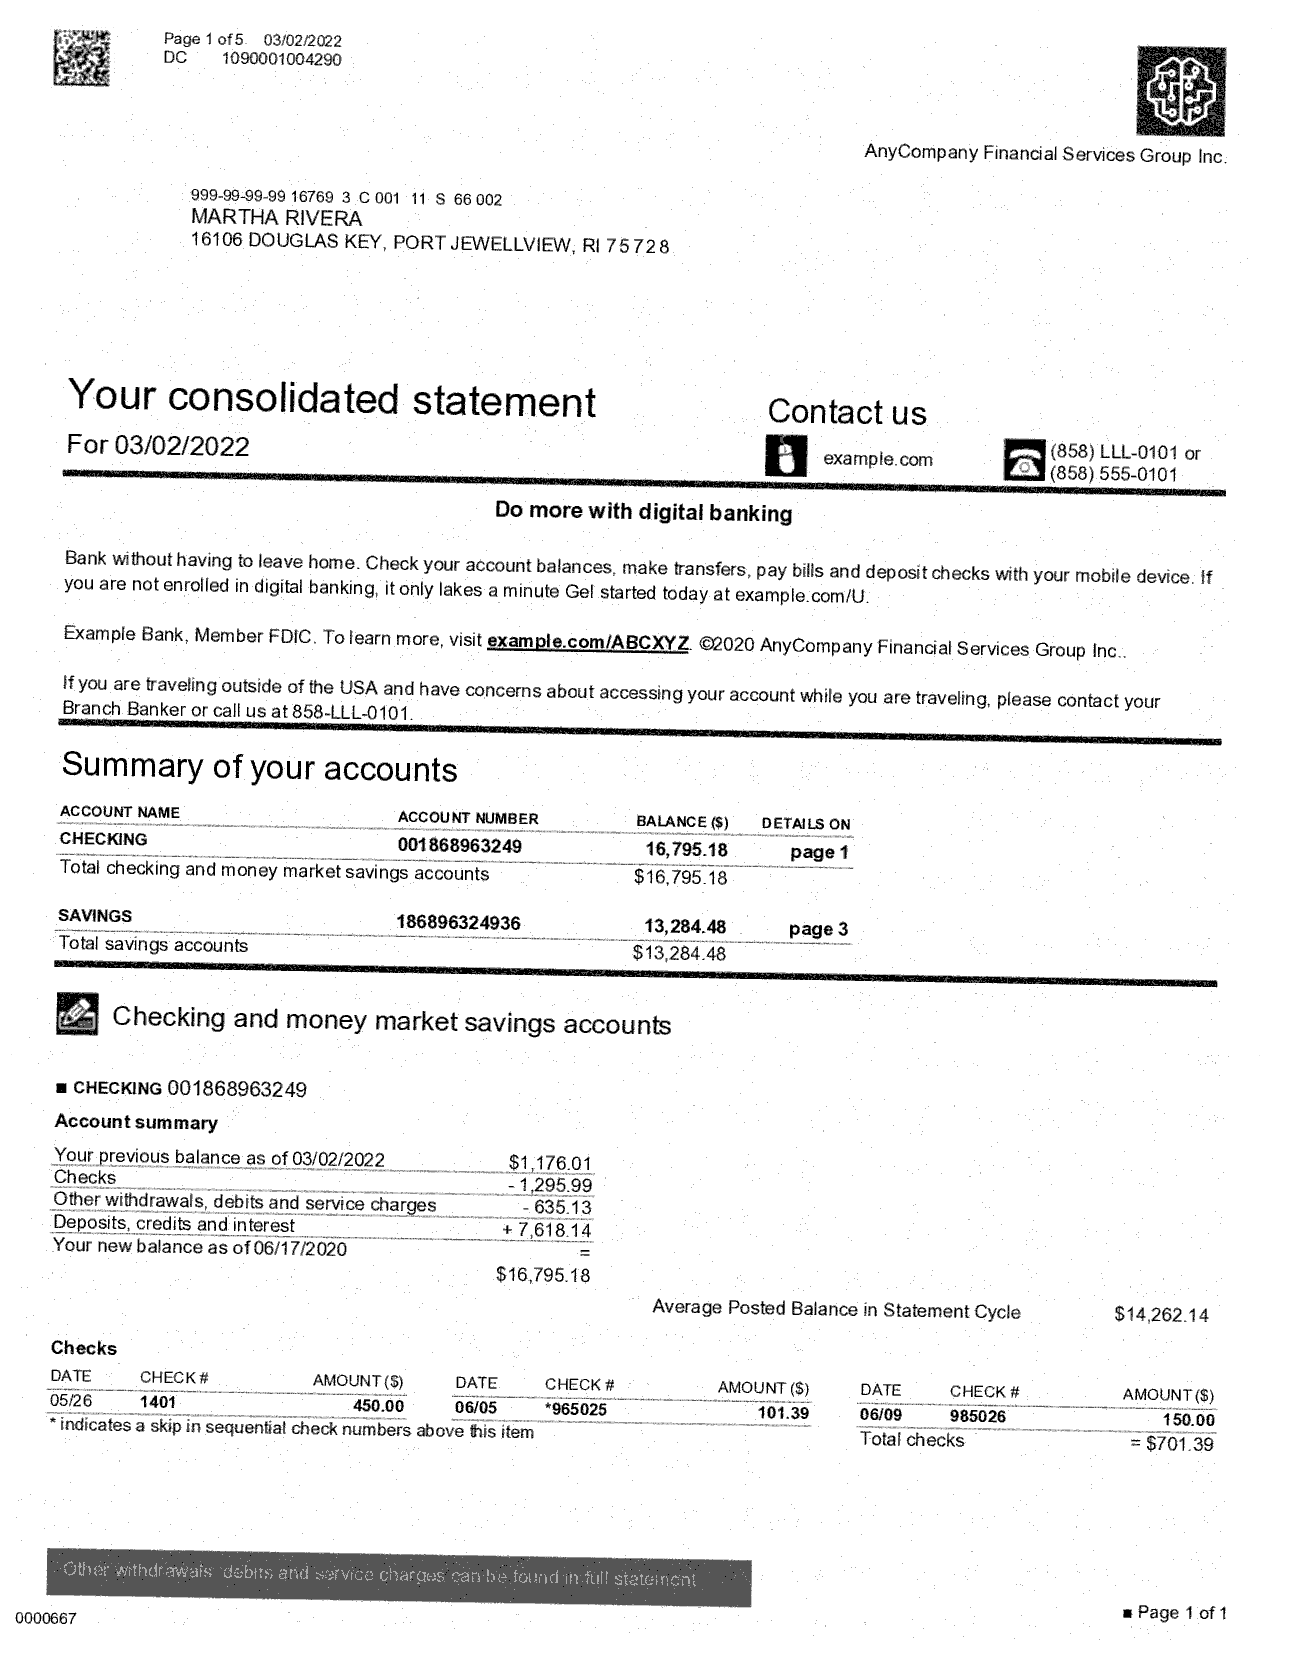 Page 1 of 5 03/02/2022
DC 1090001004290
AnyCompany Financial Services Group Inc.
999-99-99-99 16769 3 C 001 11 S 66 002
MARTHA RIVERA
16106 DOUGLAS KEY, PORT JEWELLVIEW, RI 75728
Your consolidated statement
For 03/02/2022
Contact us
example.com
(858) LLL-0101 or
(858) 555-0101
Do more with digital banking
Bank without having to leave home. Check your account balances, make transfers, pay bills and deposit checks with your mobile device. If
you are not enrolled in digital banking, it only lakes a minute Gel started today at example.com/U.
Example Bank, Member FDIC. To learn more, visit example.com/ABCXYZ. ©2020 AnyCompany Financial Services Group Inc..
If you are traveling outside of the USA and have concerns about accessing your account while you are traveling, please contact your
Branch Banker or call us at 858-LLL-0101.
Summary of your accounts
ACCOUNT NAME ACCOUNT NUMBER BALANCE ($) DETAILS ON
CHECKING 001868963249 16,795.18 page 1
Total checking and money market savings accounts $16,795.18
SAVINGS 186896324936 13,284.48 page 3
Total savings accounts $13,284.48
Checking and money market savings accounts
■ CHECKING 001868963249
Account summary
Your previous balance as of 03/02/2022 $1,176.01
Checks - 1,295.99
Other withdrawals, debits and service charges - 635.13
Deposits, credits and interest + 7,618.14
Your new balance as of 06/17/2020 =
$16,795.18
Average Posted Balance in Statement Cycle $14,262.14
Checks
DATE CHECK # AMOUNT ($) DATE CHECK # AMOUNT ($) DATE CHECK # AMOUNT ($)
05/26 1401 450.00 06/05 *965025 101.39 06/09 985026 150.00
* indicates a skip in sequential check numbers above this item
Total checks = $701.39
Other withdrawals debits and service charges can be found in full statement
0000667
■ Page 1 of 1